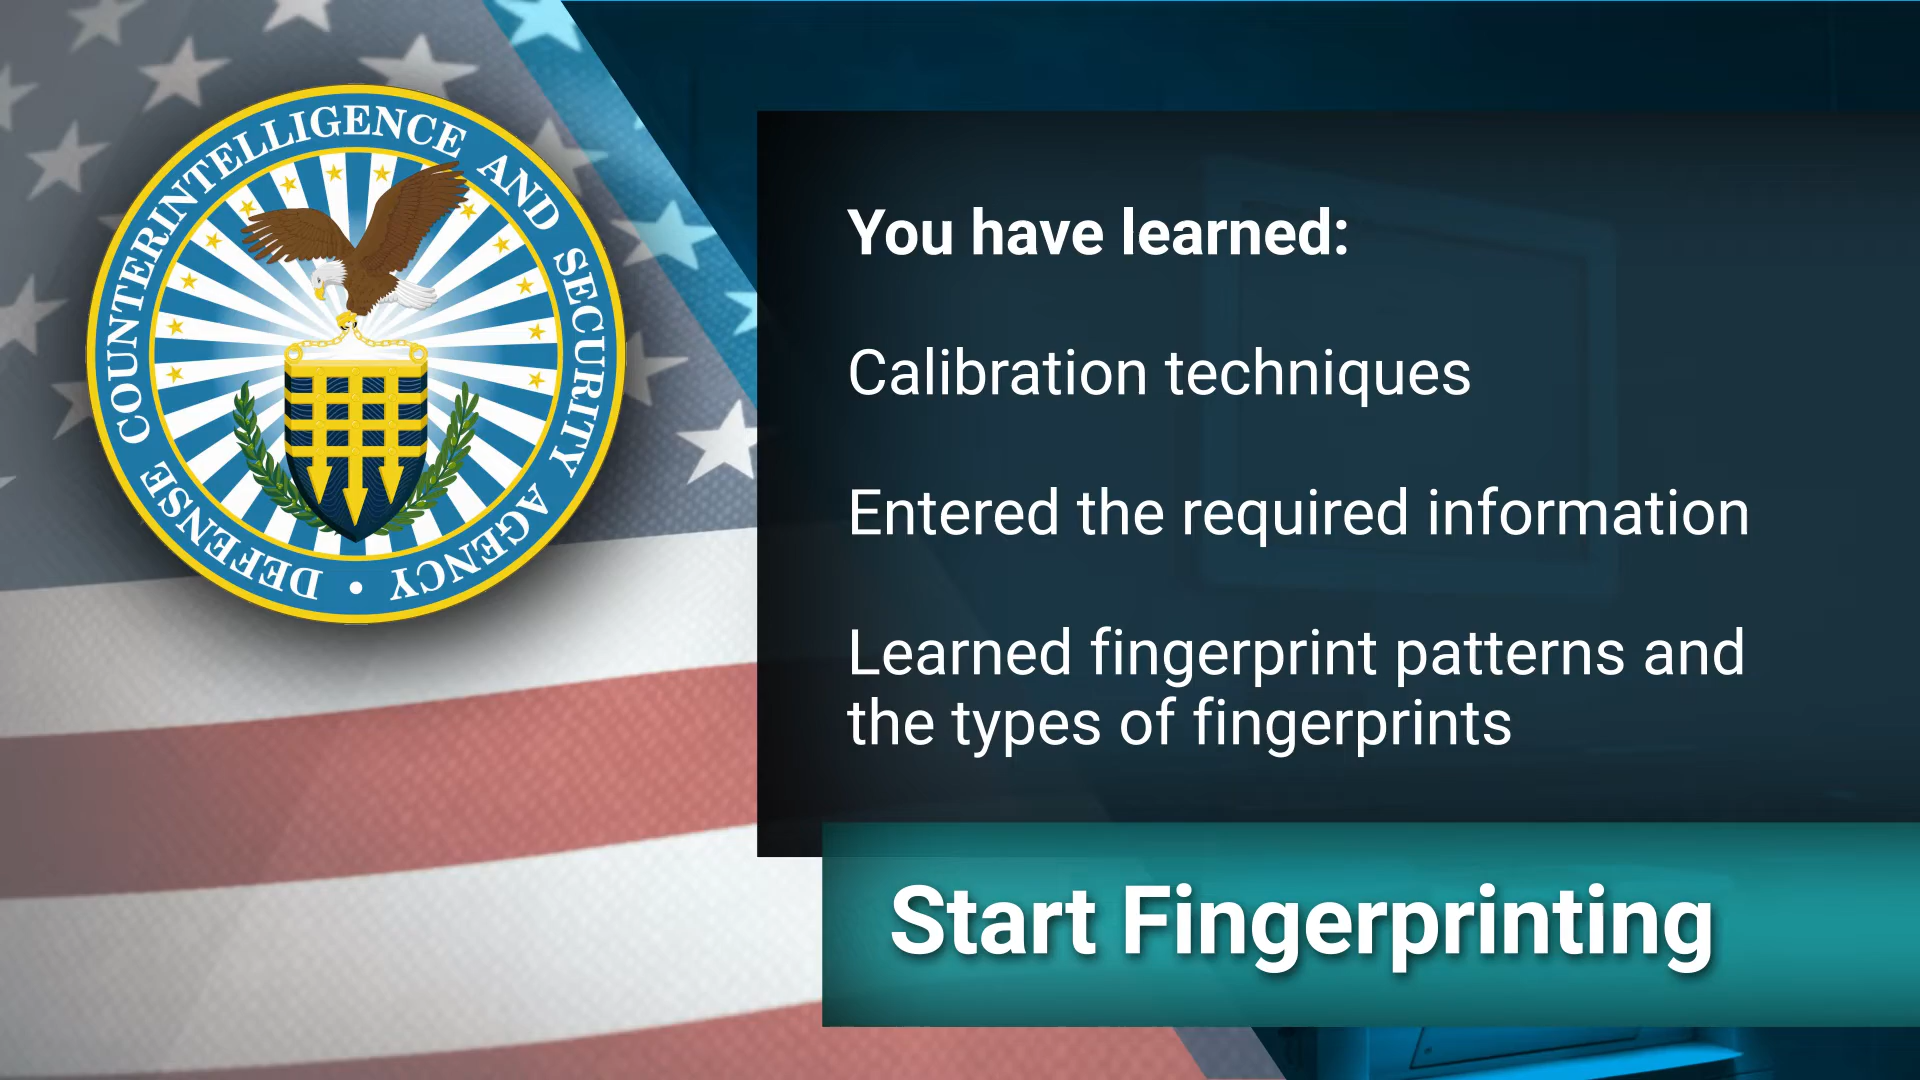 DEFENSE COUNTERINTELLIGENCE AND SECURITY AGENCY •
You have learned:
Calibration techniques
Entered the required information
Learned fingerprint patterns and
the types of fingerprints
Start Fingerprinting